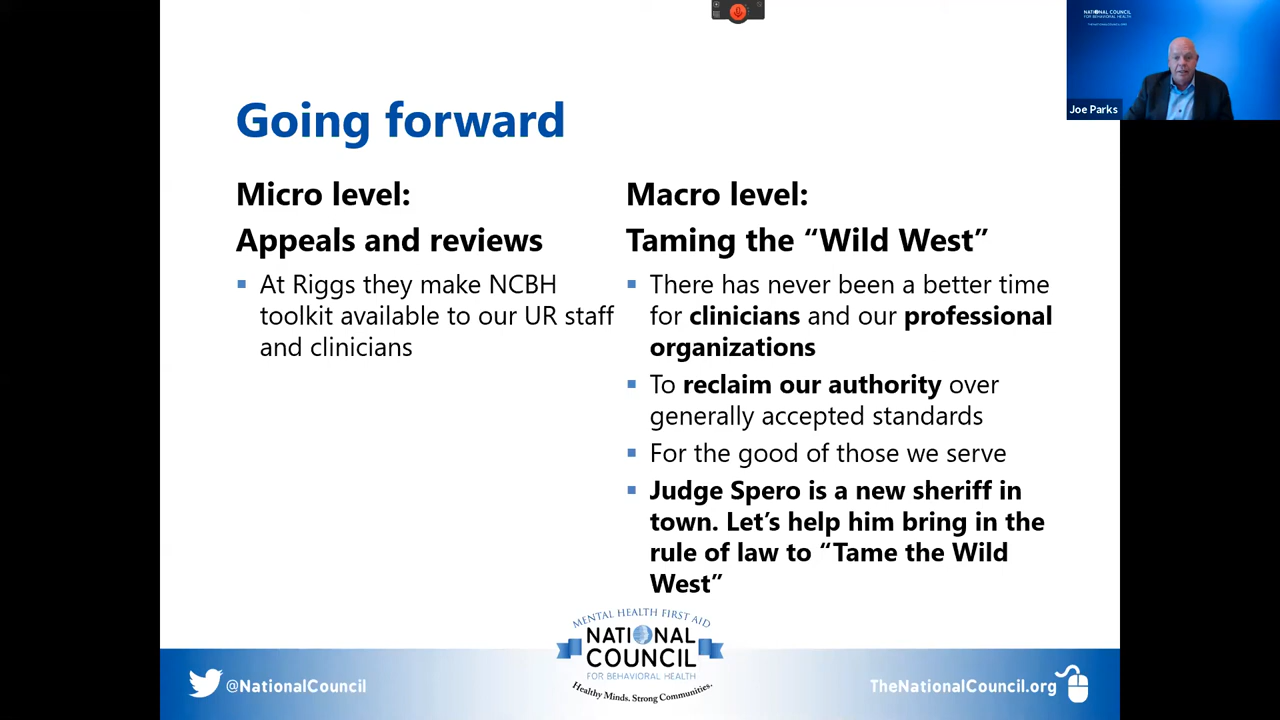 NATIONAL COUNCIL
FOR BEHAVIORAL HEALTH
Joe Parks
Going forward
Micro level:
Appeals and reviews
At Riggs they make NCBH
toolkit available to our UR staff
and clinicians
Macro level:
Taming the “Wild West”
There has never been a better time
for clinicians and our professional
organizations
To reclaim our authority over
generally accepted standards
For the good of those we serve
Judge Spero is a new sheriff in
town. Let’s help him bring in the
rule of law to “Tame the Wild
West”
MENTAL HEALTH FIRST AID
NATIONAL
COUNCIL
FOR BEHAVIORAL HEALTH
Healthy Minds. Strong Communities.
@NationalCouncil
TheNationalCouncil.org